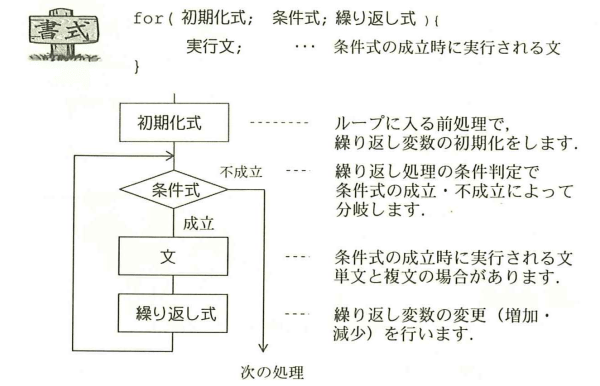 書式
for( 初期化式; 条件式; 繰り返し式 ){
実行文; ··· 条件式の成立時に実行される文
}
初期化式
ループに入る前処理で,
繰り返し変数の初期化をします.
不成立
条件式
繰り返し処理の条件判定で
条件式の成立・不成立によって
分岐します.
成立
文
条件式の成立時に実行される文
単文と複文の場合があります.
繰り返し式
繰り返し変数の変更（増加・
減少）を行います.
次の処理